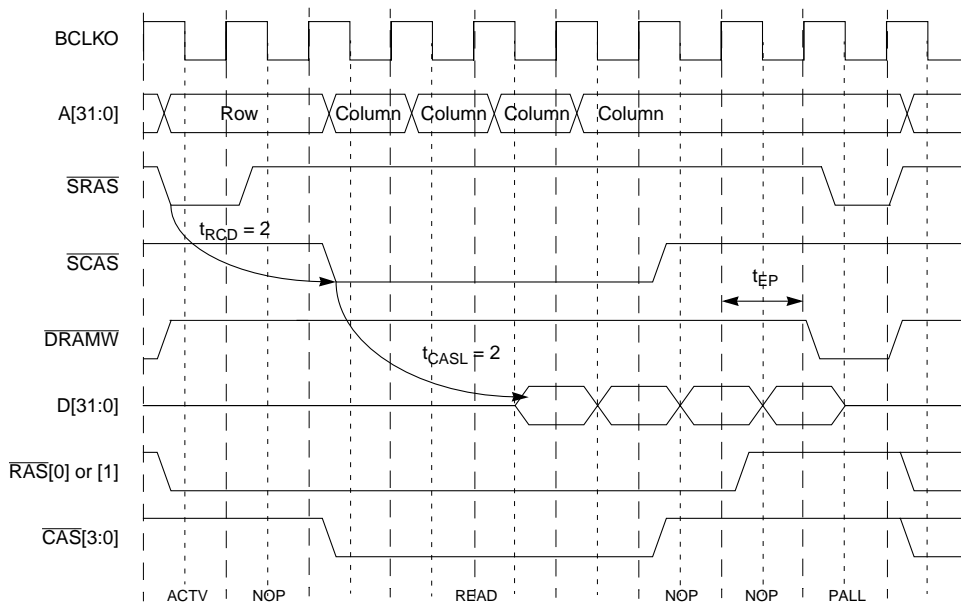 BCLKO
A[31:0]
Row Column Column Column Column
SRAS
tRCD = 2
SCAS
tEP
DRAMW
tCASL = 2
D[31:0]
RAS[0] or [1]
CAS[3:0]
ACTV NOP READ NOP NOP PALL